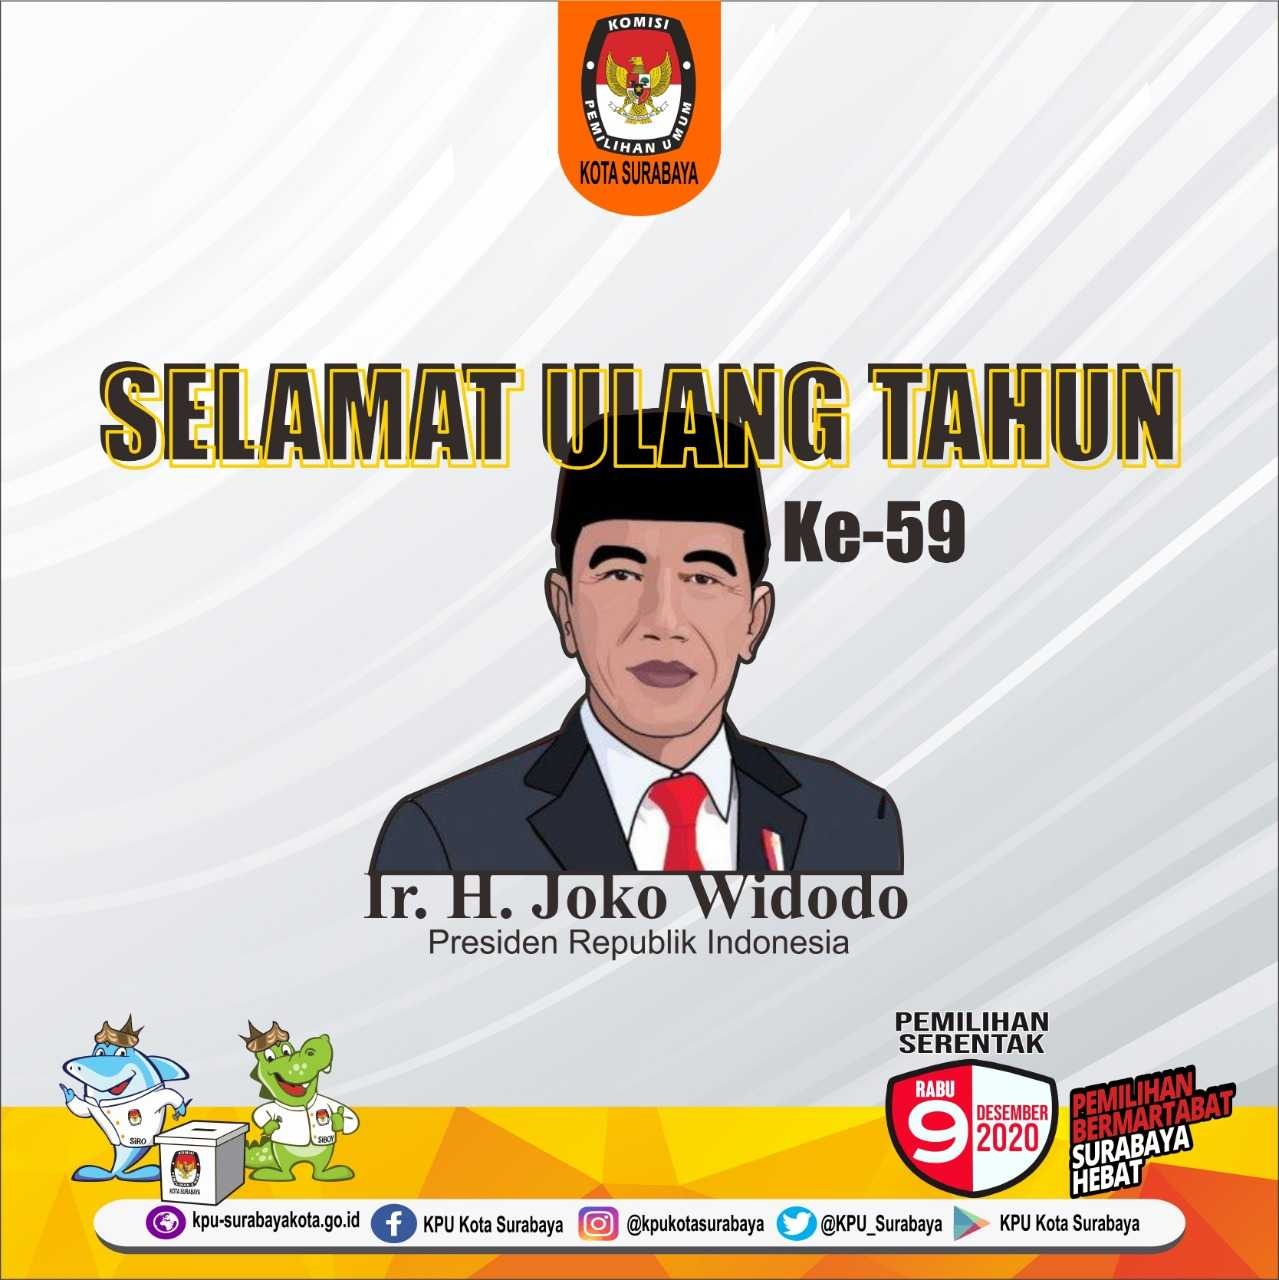 KOMISI
PEMILIHAN UMUM
KOTA SURABAYA
SELAMAT ULANG TAHUN
Ke-59
Ir. H. Joko Widodo
Presiden Republik Indonesia
SiRO
SiBOY
KOTA SURABAYA
PEMILIHAN
SERENTAK
RABU
9
DESEMBER
2020
PEMILIHAN
BERMARTABAT
SURABAYA
HEBAT
kpu-surabayakota.go.id KPU Kota Surabaya @kpukotasurabaya @KPU_Surabaya KPU Kota Surabaya